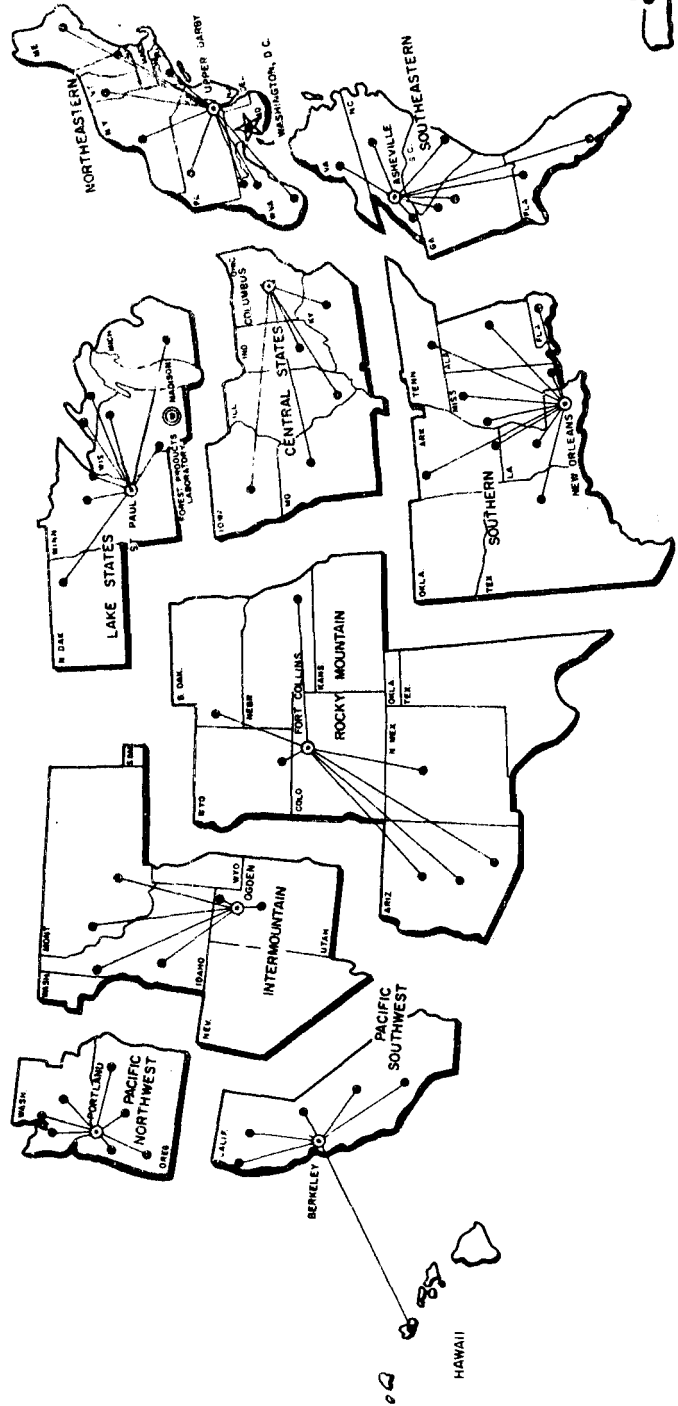 WASH
PORTLAND
PACIFIC
NORTHWEST
OREG
CALIF.
BERKELEY
PACIFIC
SOUTHWEST
HAWAII
WASH
MONT
S. DAK
IDAHO
WYO
OGDEN
NEV.
INTERMOUNTAIN
UTAH
WYO
S. DAK.
NEBR
FORT COLLINS
COLO
KANS
ROCKY MOUNTAIN
ARIZ
N MEX
OKLA
TEX.
N DAK
MINN
LAKE STATES
ST PAUL
WIS
MICH
MADISON
FOREST PRODUCTS
LABORATORY
IOWA
ILL
IND
OHIO
COLUMBUS
CENTRAL STATES
MO
KY
OKLA
ARK
TENN
TEX
SOUTHERN
LA
MISS
ALA
FLA
NEW ORLEANS
NORTHEASTERN
ME
VT
N Y
PA
UPPER DARBY
MD
WASHINGTON, D.C.
W VA
VA
N C
ASHEVILLE
S C
SOUTHEASTERN
GA
FLA